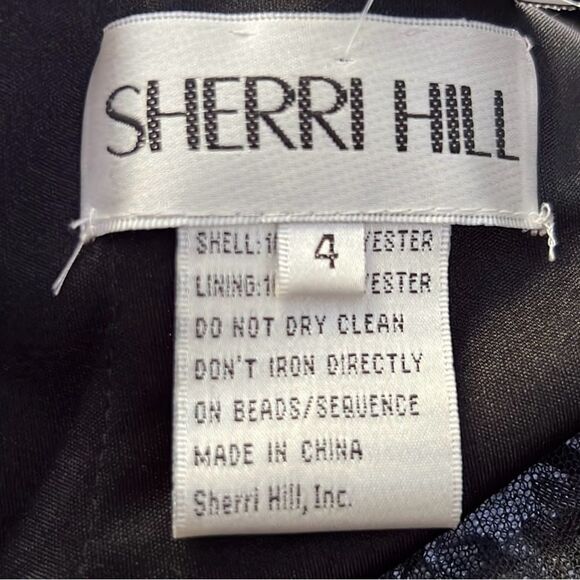 SHERRI HILL
4
SHELL:1 YESTER
LINING:1 YESTER
DO NOT DRY CLEAN
DON'T IRON DIRECTLY
ON BEADS/SEQUENCE
MADE IN CHINA
Sherri Hill, Inc.